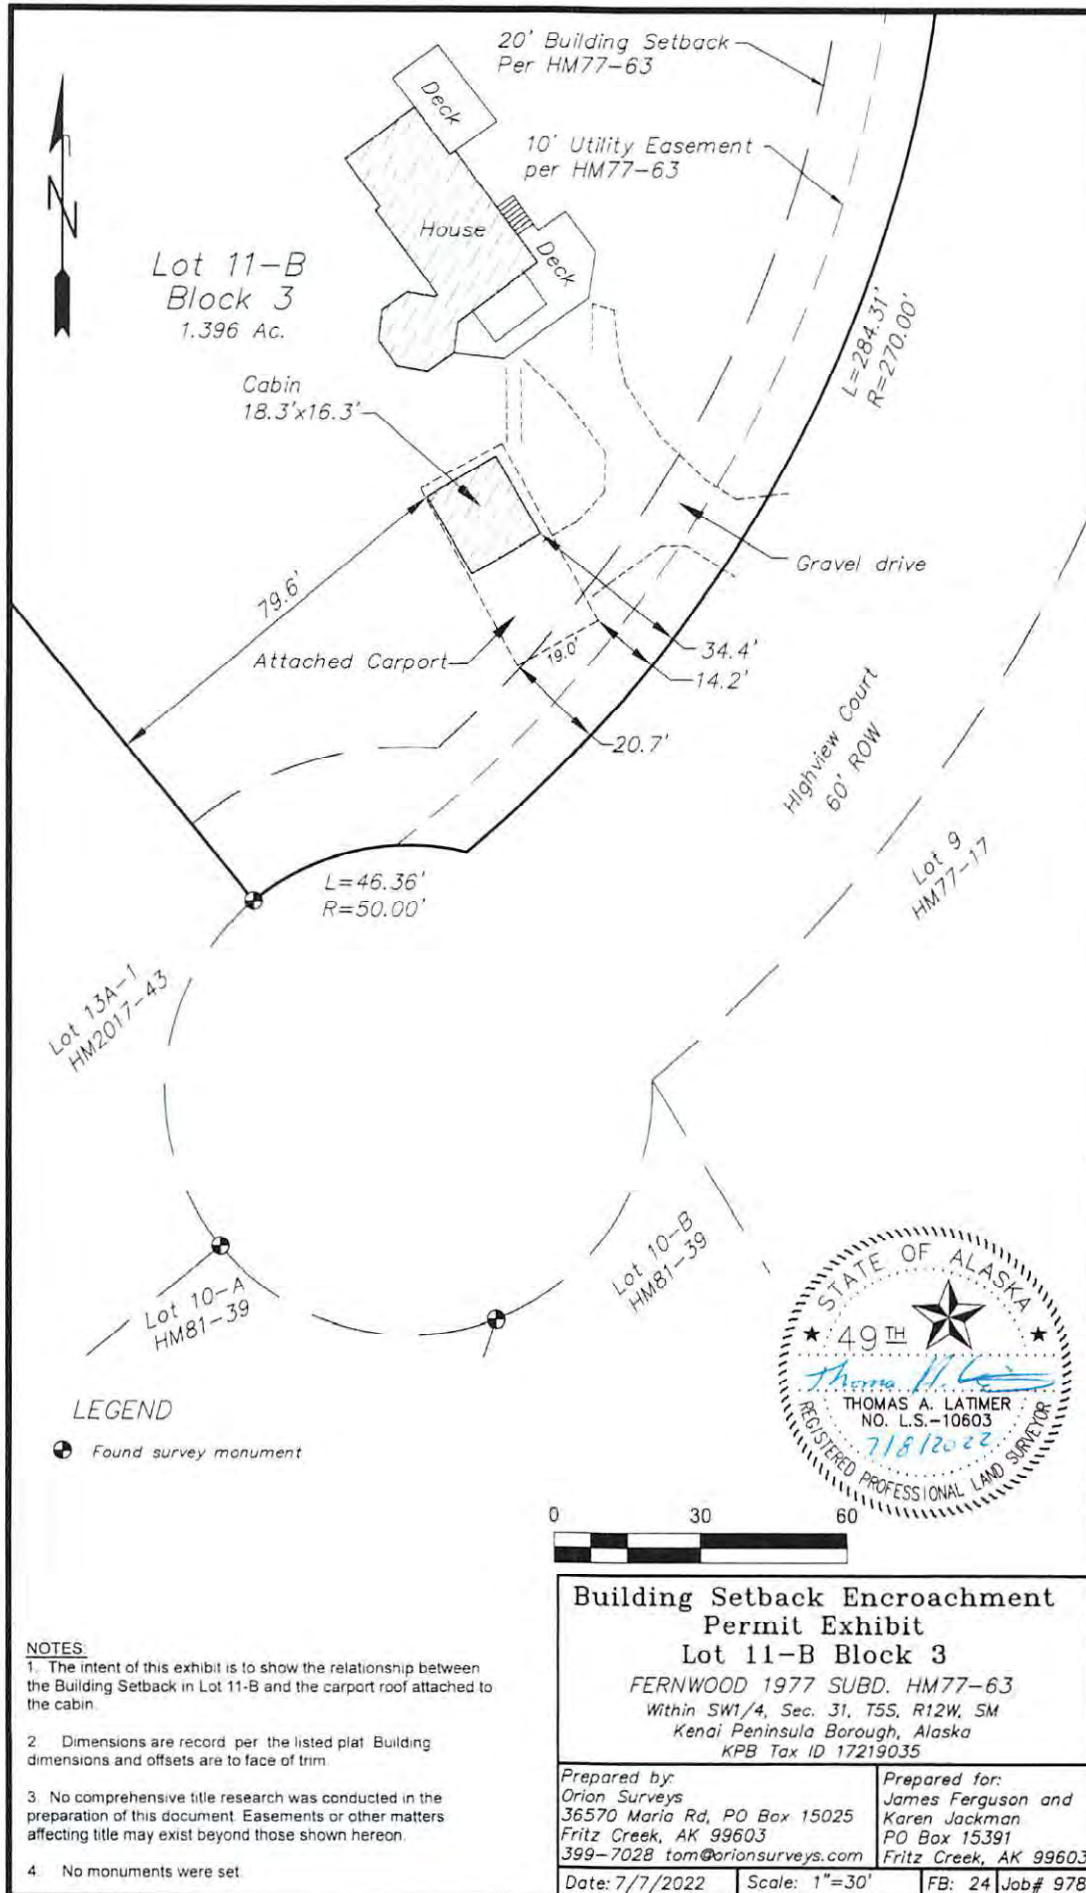 20' Building Setback
Per HM77-63
10' Utility Easement
per HM77-63
Deck
House
Deck
N
Lot 11-B
Block 3
1.396 Ac.
Cabin
18.3'x16.3'
L=284.31'
R=270.00'
79.6'
Gravel drive
Attached Carport
19.0'
34.4'
14.2'
20.7'
Highview Court
60' ROW
Lot 9
HM77-17
L=46.36'
R=50.00'
Lot 13A-1
HM2017-43
Lot 10-A
HM81-39
Lot 10-B
HM81-39
STATE OF ALASKA
49 TH
THOMAS A. LATIMER
NO. L.S.-10603
7/8/2022
REGISTERED PROFESSIONAL LAND SURVEYOR
LEGEND
Found survey monument
0 30 60
NOTES:
1. The intent of this exhibit is to show the relationship between
the Building Setback in Lot 11-B and the carport roof attached to
the cabin.
2. Dimensions are record per the listed plat. Building
dimensions and offsets are to face of trim.
3. No comprehensive title research was conducted in the
preparation of this document. Easements or other matters
affecting title may exist beyond those shown hereon.
4. No monuments were set.
Building Setback Encroachment
Permit Exhibit
Lot 11-B Block 3
FERNWOOD 1977 SUBD. HM77-63
Within SW1/4, Sec. 31, T5S, R12W, SM
Kenai Peninsula Borough, Alaska
KPB Tax ID 17219035
Prepared by:
Orion Surveys
36570 Maria Rd, PO Box 15025
Fritz Creek, AK 99603
399-7028 tom@orionsurveys.com
Prepared for:
James Ferguson and
Karen Jackman
PO Box 15391
Fritz Creek, AK 99603
Date: 7/7/2022
Scale: 1"=30'
FB: 24
Job# 978